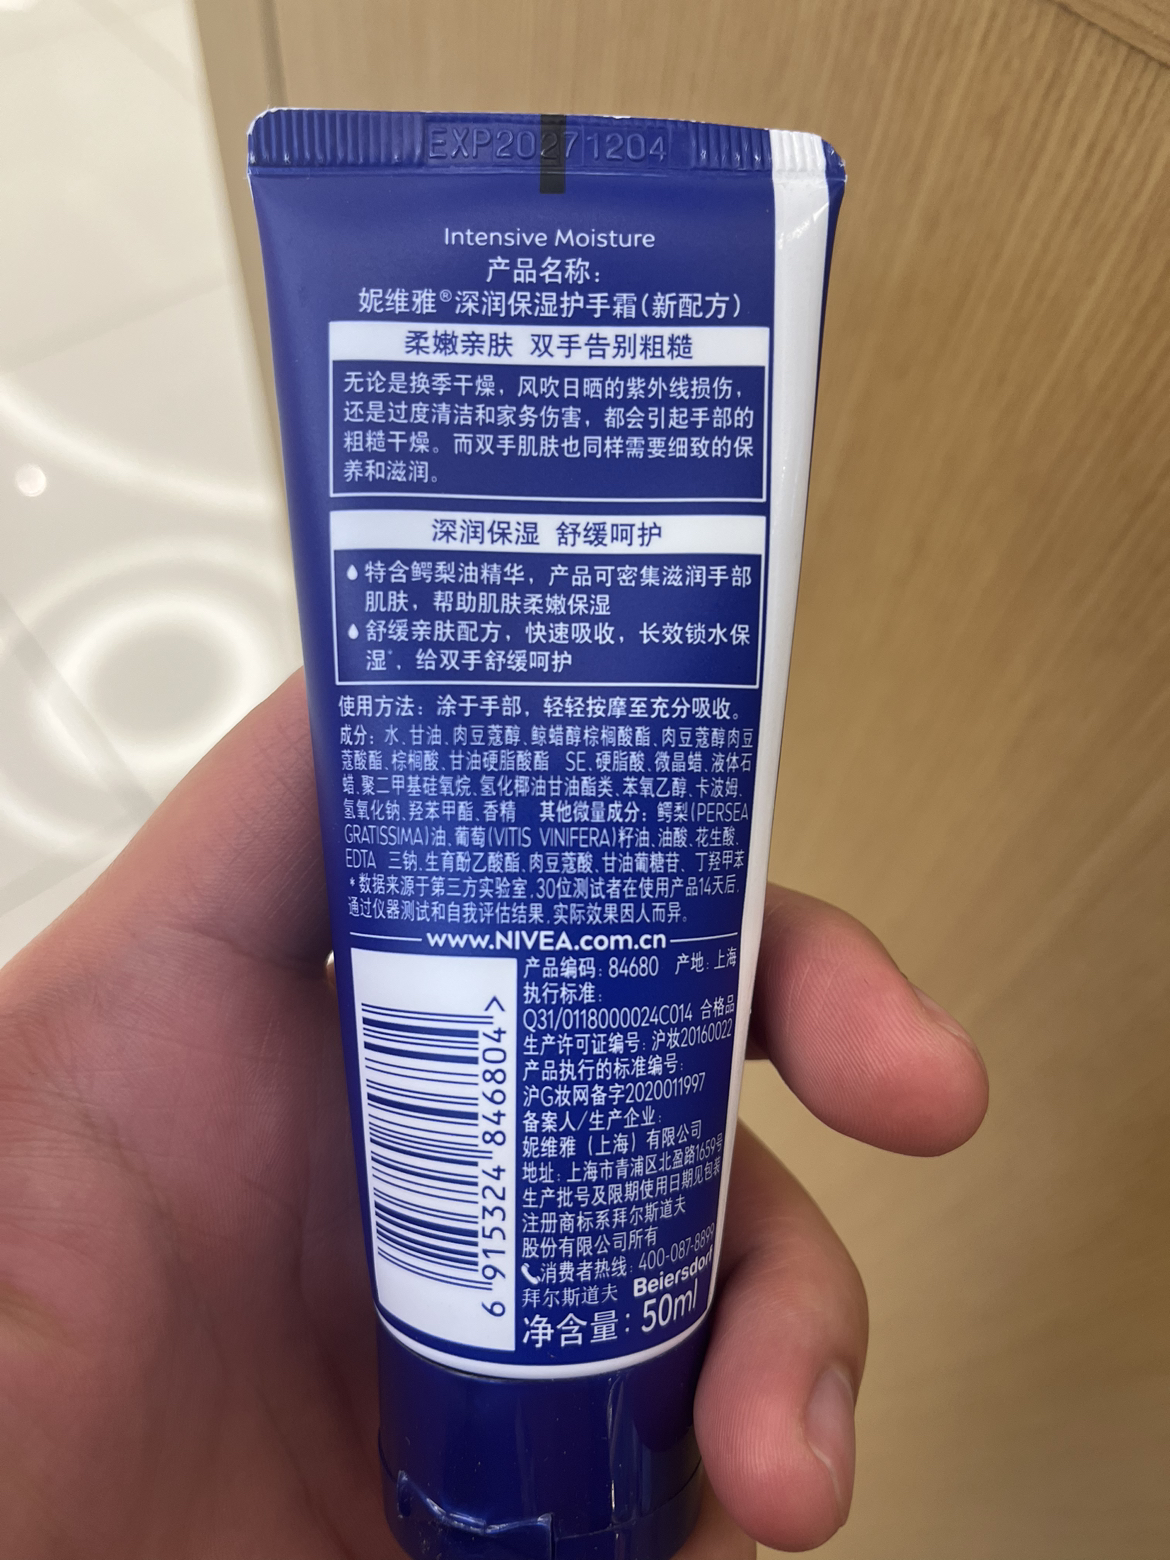 EXP20271204
Intensive Moisture
产品名称：
妮维雅®深润保湿护手霜(新配方)
柔嫩亲肤 双手告别粗糙
无论是换季干燥，风吹日晒的紫外线损伤，
还是过度清洁和家务伤害，都会引起手部的
粗糙干燥。而双手肌肤也同样需要细致的保
养和滋润。
深润保湿 舒缓呵护
特含鳄梨油精华，产品可密集滋润手部
肌肤，帮助肌肤柔嫩保湿
舒缓亲肤配方，快速吸收，长效锁水保
湿*，给双手舒缓呵护
使用方法：涂于手部，轻轻按摩至充分吸收。
成分：水、甘油、肉豆蔻醇、鲸蜡醇棕榈酸酯、肉豆蔻醇肉豆
蔻酸酯、棕榈酸、甘油硬脂酸酯 SE、硬脂酸、微晶蜡、液体石
蜡、聚二甲基硅氧烷、氢化椰油甘油酯类、苯氧乙醇、卡波姆、
氢氧化钠、羟苯甲酯、香精 其他微量成分：鳄梨(PERSEA
GRATISSIMA)油、葡萄(VITIS VINIFERA)籽油、油酸、花生酸、
EDTA 三钠、生育酚乙酸酯、肉豆蔻酸、甘油葡糖苷、丁羟甲苯
*数据来源于第三方实验室，30位测试者在使用产品14天后，
通过仪器测试和自我评估结果，实际效果因人而异。
www.NIVEA.com.cn
产品编码：84680 产地：上海
执行标准：
Q31/0118000024C014 合格品
生产许可证编号：沪妆20160022
产品执行的标准编号：
沪G妆网备字2020011997
备案人/生产企业：
妮维雅（上海）有限公司
地址：上海市青浦区北盈路1659号
生产批号及限期使用日期见包装
注册商标系拜尔斯道夫
股份有限公司所有
消费者热线：400-087-8899
拜尔斯道夫 Beiersdorf
净含量：50ml
6 915324 846804 >